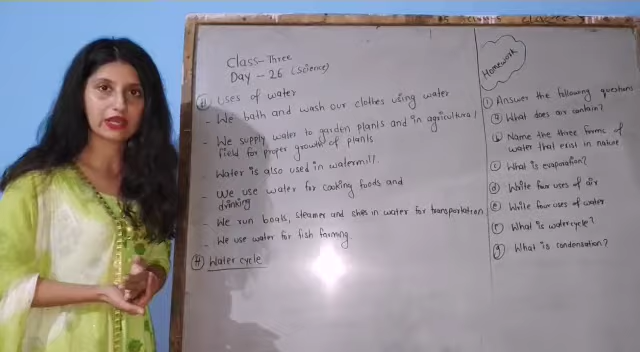 Class-Three
Day - 26 (Science)
(#) Uses of water
- We bath and wash our clothes using water
- We supply water to garden plants and in agricultural
field for proper growth of plants.
- Water is also used in watermill.
- We use water for cooking foods and
drinking
- We run boats, steamer and ships in water for transportation.
- We use water for fish farming.
(#) Water cycle
Homework
(1) Answer the following questions
(a) What does air contain?
(b) Name the three forms of
water that exist in nature
(c) What is evaporation?
(d) Write four uses of air
(e) Write four uses of water
(f) What is watercycle?
(g) What is condensation?